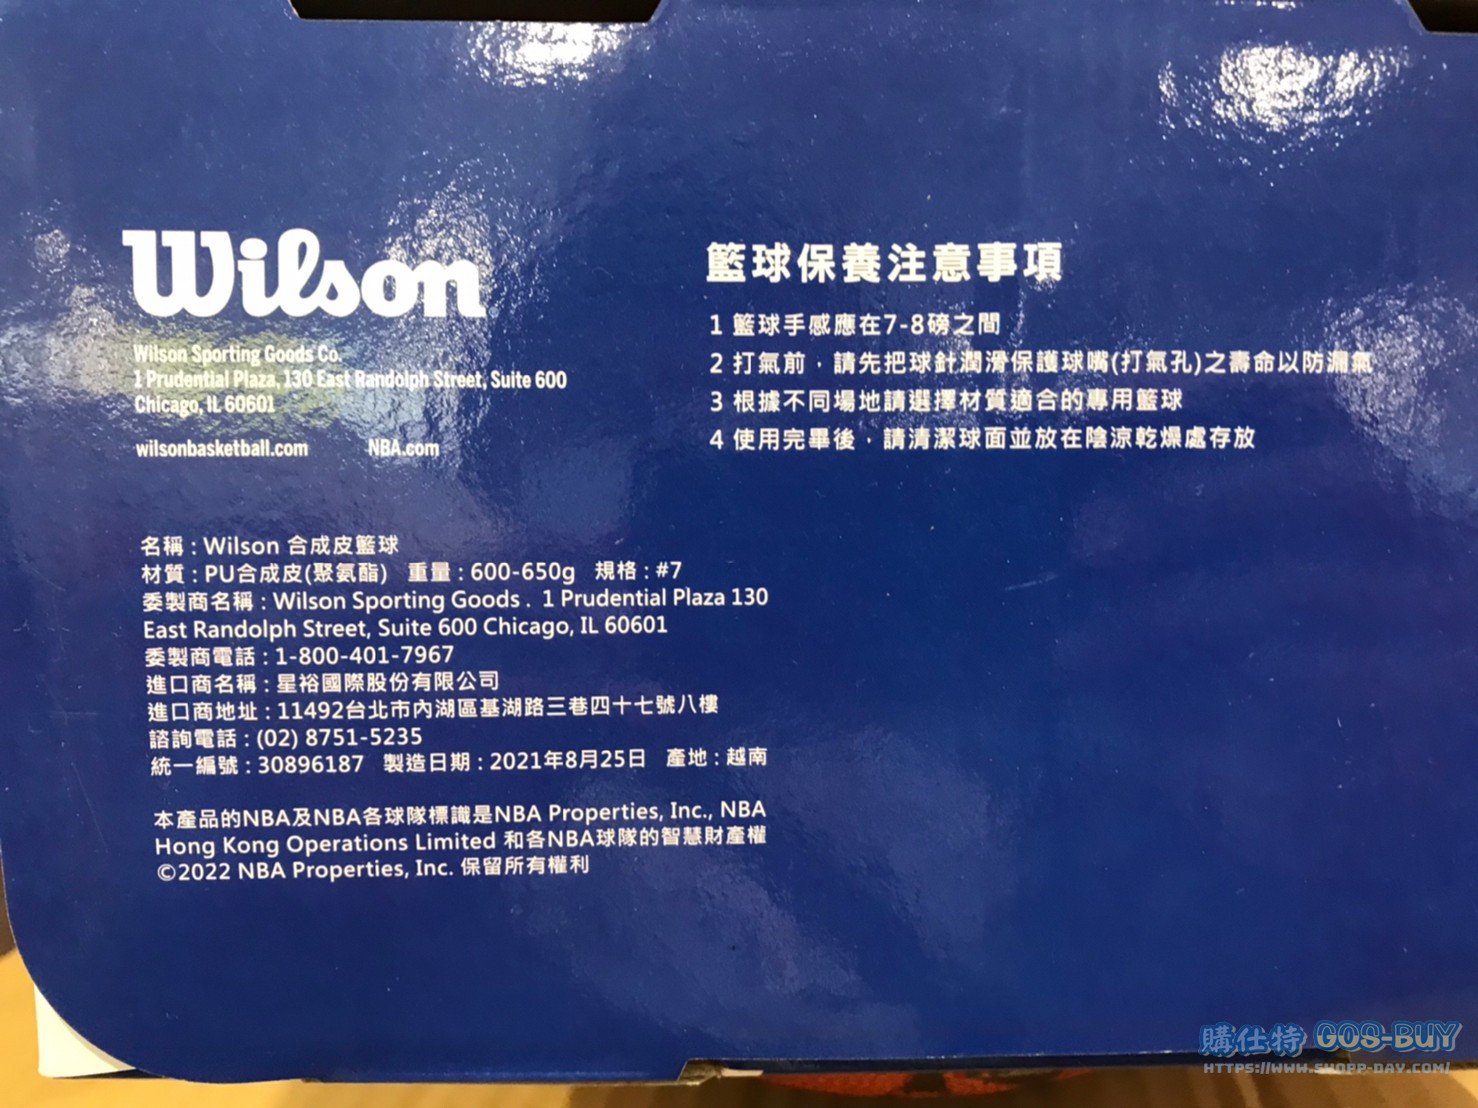 Wilson
Wilson Sporting Goods Co.
1 Prudential Plaza, 130 East Randolph Street, Suite 600
Chicago, IL 60601
wilsonbasketball.com NBA.com
籃球保養注意事項
1 籃球手感應在7-8磅之間
2 打氣前，請先把球針潤滑保護球嘴(打氣孔)之壽命以防漏氣
3 根據不同場地請選擇材質適合的專用籃球
4 使用完畢後，請清潔球面並放在陰涼乾燥處存放
名稱：Wilson 合成皮籃球
材質：PU合成皮(聚氨酯) 重量：600-650g 規格：#7
委製商名稱：Wilson Sporting Goods . 1 Prudential Plaza 130
East Randolph Street, Suite 600 Chicago, IL 60601
委製商電話：1-800-401-7967
進口商名稱：星裕國際股份有限公司
進口商地址：11492台北市內湖區基湖路三巷四十七號八樓
諮詢電話：(02) 8751-5235
統一編號：30896187 製造日期：2021年8月25日 產地：越南
本產品的NBA及NBA各球隊標識是NBA Properties, Inc., NBA
Hong Kong Operations Limited 和各NBA球隊的智慧財產權
©2022 NBA Properties, Inc. 保留所有權利
購仕特 GOS-BUY
HTTPS://WWW.SHOPP-DAY.COM/